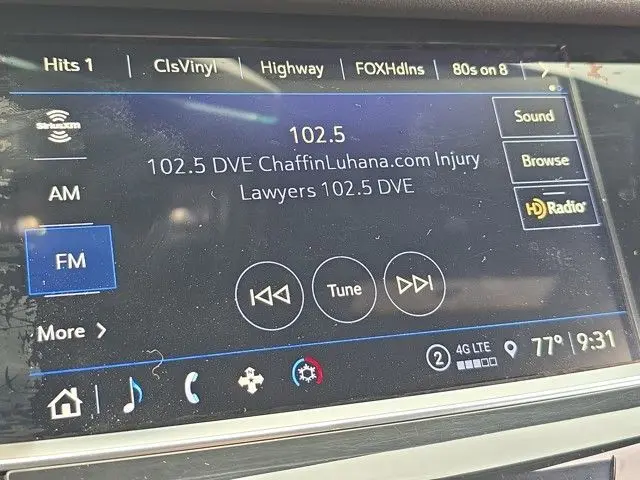 Hits 1 | ClsVinyl | Highway | FOXHdlns | 80s on 8
SiriusXM
AM
FM
More >
102.5
102.5 DVE ChaffinLuhana.com Injury
Lawyers 102.5 DVE
Tune
Sound
Browse
HD Radio
2 4G LTE 77° | 9:31